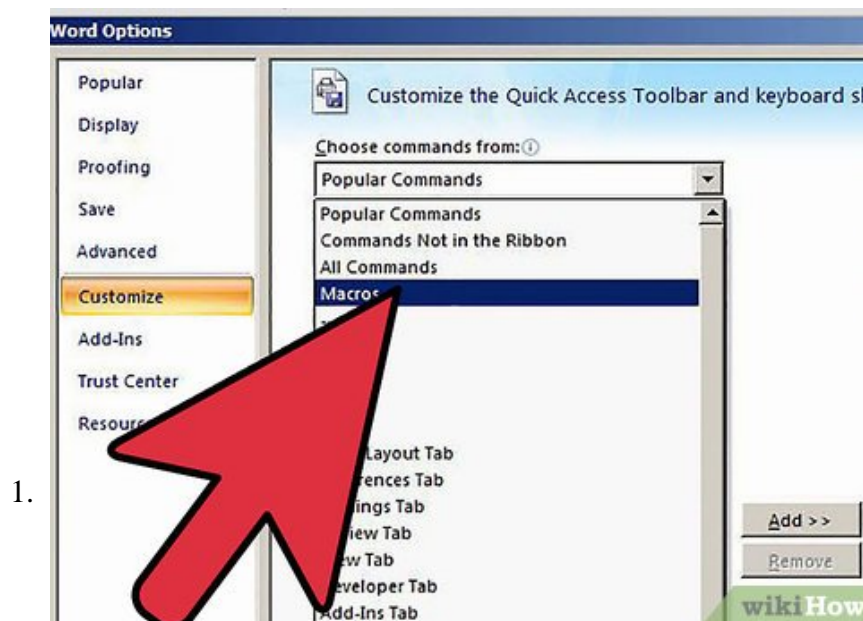 Word Options
Popular
Display
Proofing
Save
Advanced
Customize
Add-Ins
Trust Center
Customize the Quick Access Toolbar and keyboard
Choose commands from:
Popular Commands
Popular Commands
Commands Not in the Ribbon
All Commands
Macros
Layout Tab
Tab
Tab
Tab
Developer Tab
Add-Ins Tab
Add >>
Remove
1.
wikiHow